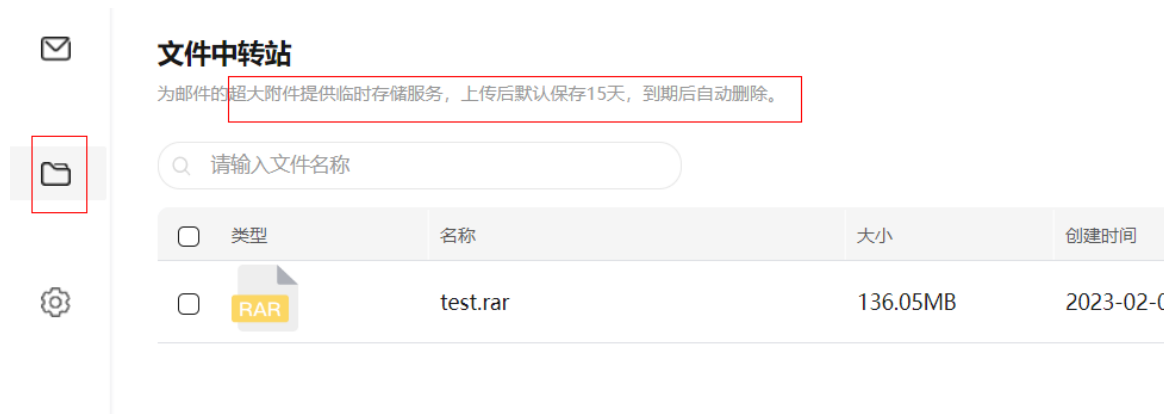 文件中转站
为邮件的超大附件提供临时存储服务，上传后默认保存15天，到期后自动删除。
请输入文件名称
类型 名称 大小 创建时间
RAR test.rar 136.05MB 2023-02-0